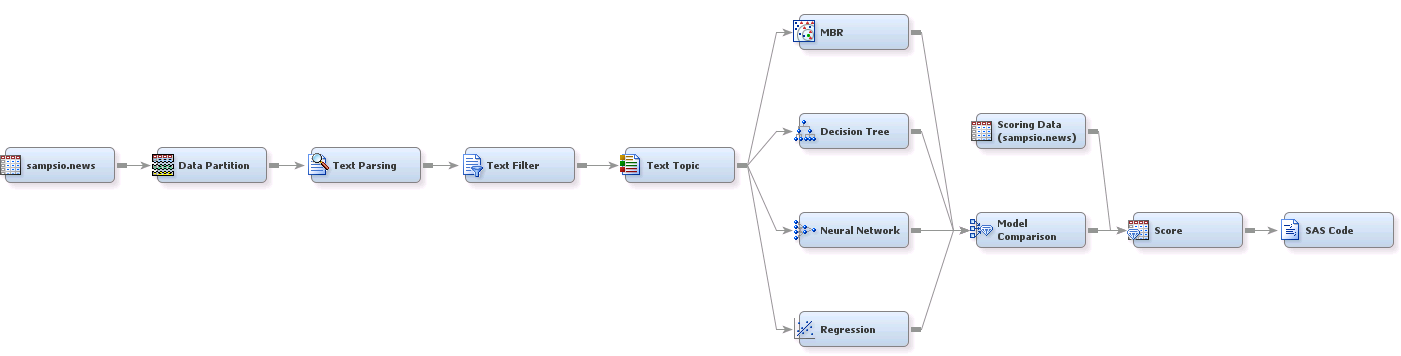 sampsio.news
Data Partition
Text Parsing
Text Filter
Text Topic
MBR
Decision Tree
Neural Network
Regression
Scoring Data
(sampsio.news)
Model
Comparison
Score
SAS Code